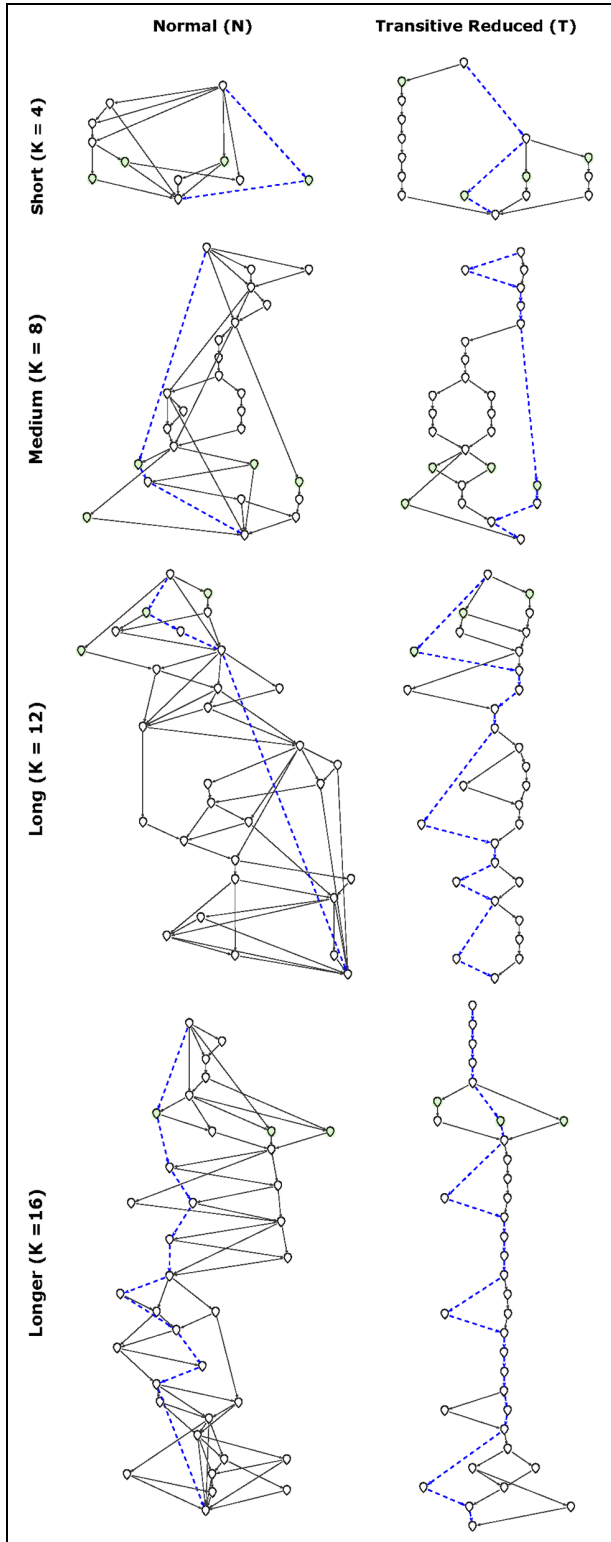 Normal (N)
Transitive Reduced (T)
Short (K = 4)
Medium (K = 8)
Long (K = 12)
Longer (K =16)